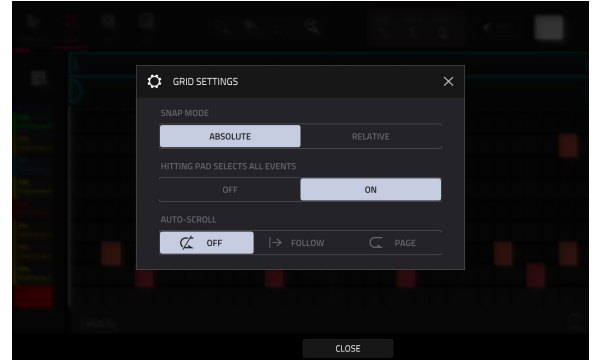 GRID SETTINGS
SNAP MODE
ABSOLUTE RELATIVE
HITTING PAD SELECTS ALL EVENTS
OFF ON
AUTO-SCROLL
OFF FOLLOW PAGE
CLOSE